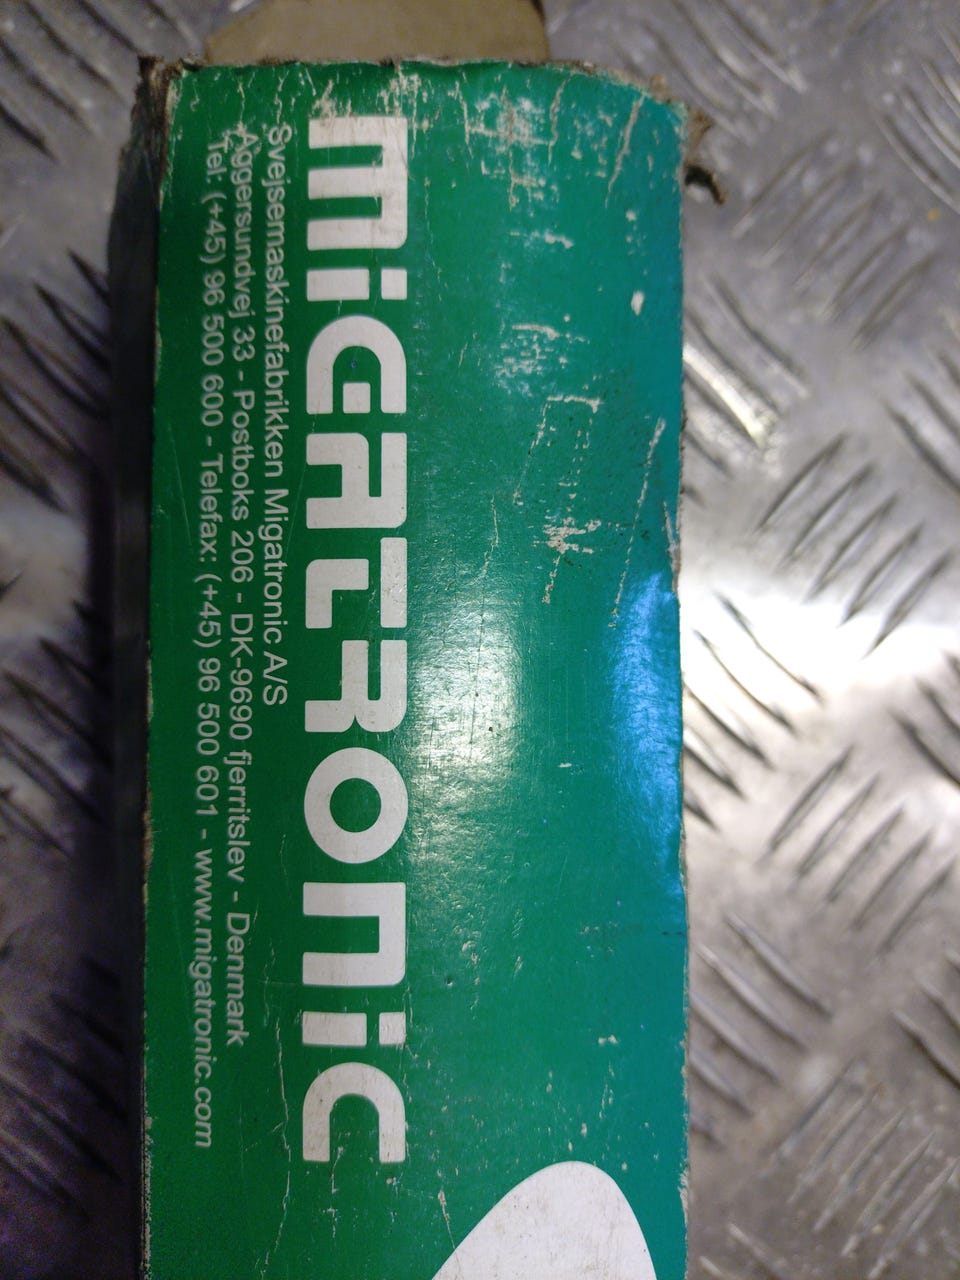 migatronic
Svejsemaskinefabrikken Migatronic A/S
Aggersundvej 33 - Postboks 206 - DK-9690 fjerritslev - Denmark
Tel: (+45) 96 500 600 - Telefax: (+45) 96 500 601 - www.migatronic.com